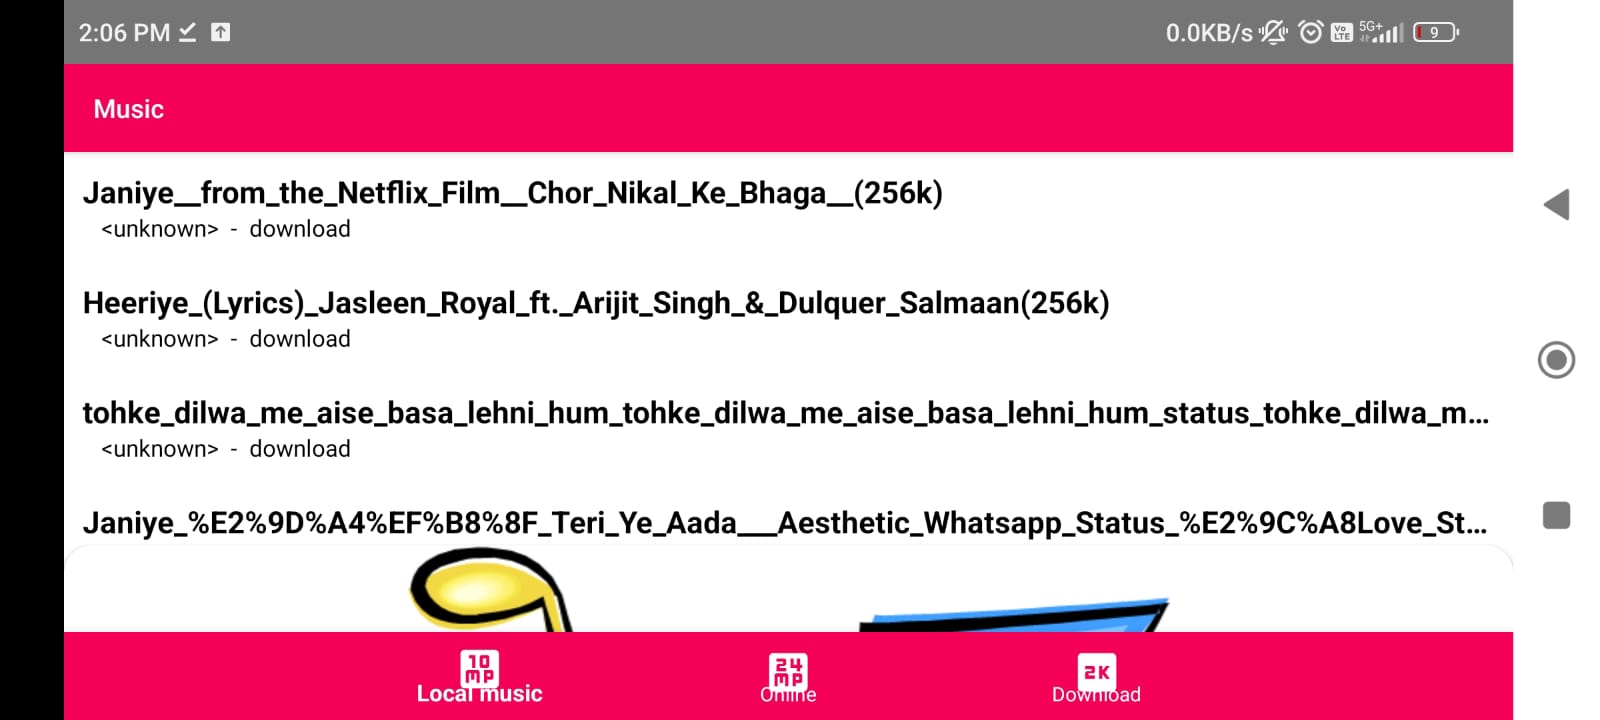 2:06 PM 0.0KB/s Vo LTE 5G+ 9
Music
Janiye__from_the_Netflix_Film__Chor_Nikal_Ke_Bhaga__(256k)
<unknown> - download
Heeriye_(Lyrics)_Jasleen_Royal_ft._Arijit_Singh_&_Dulquer_Salmaan(256k)
<unknown> - download
tohke_dilwa_me_aise_basa_lehni_hum_tohke_dilwa_me_aise_basa_lehni_hum_status_tohke_dilwa_m...
<unknown> - download
Janiye_%E2%9D%A4%EF%B8%8F_Teri_Ye_Aada___Aesthetic_Whatsapp_Status_%E2%9C%A8Love_St...
10 MP 24 MP 2K
Local music Online Download